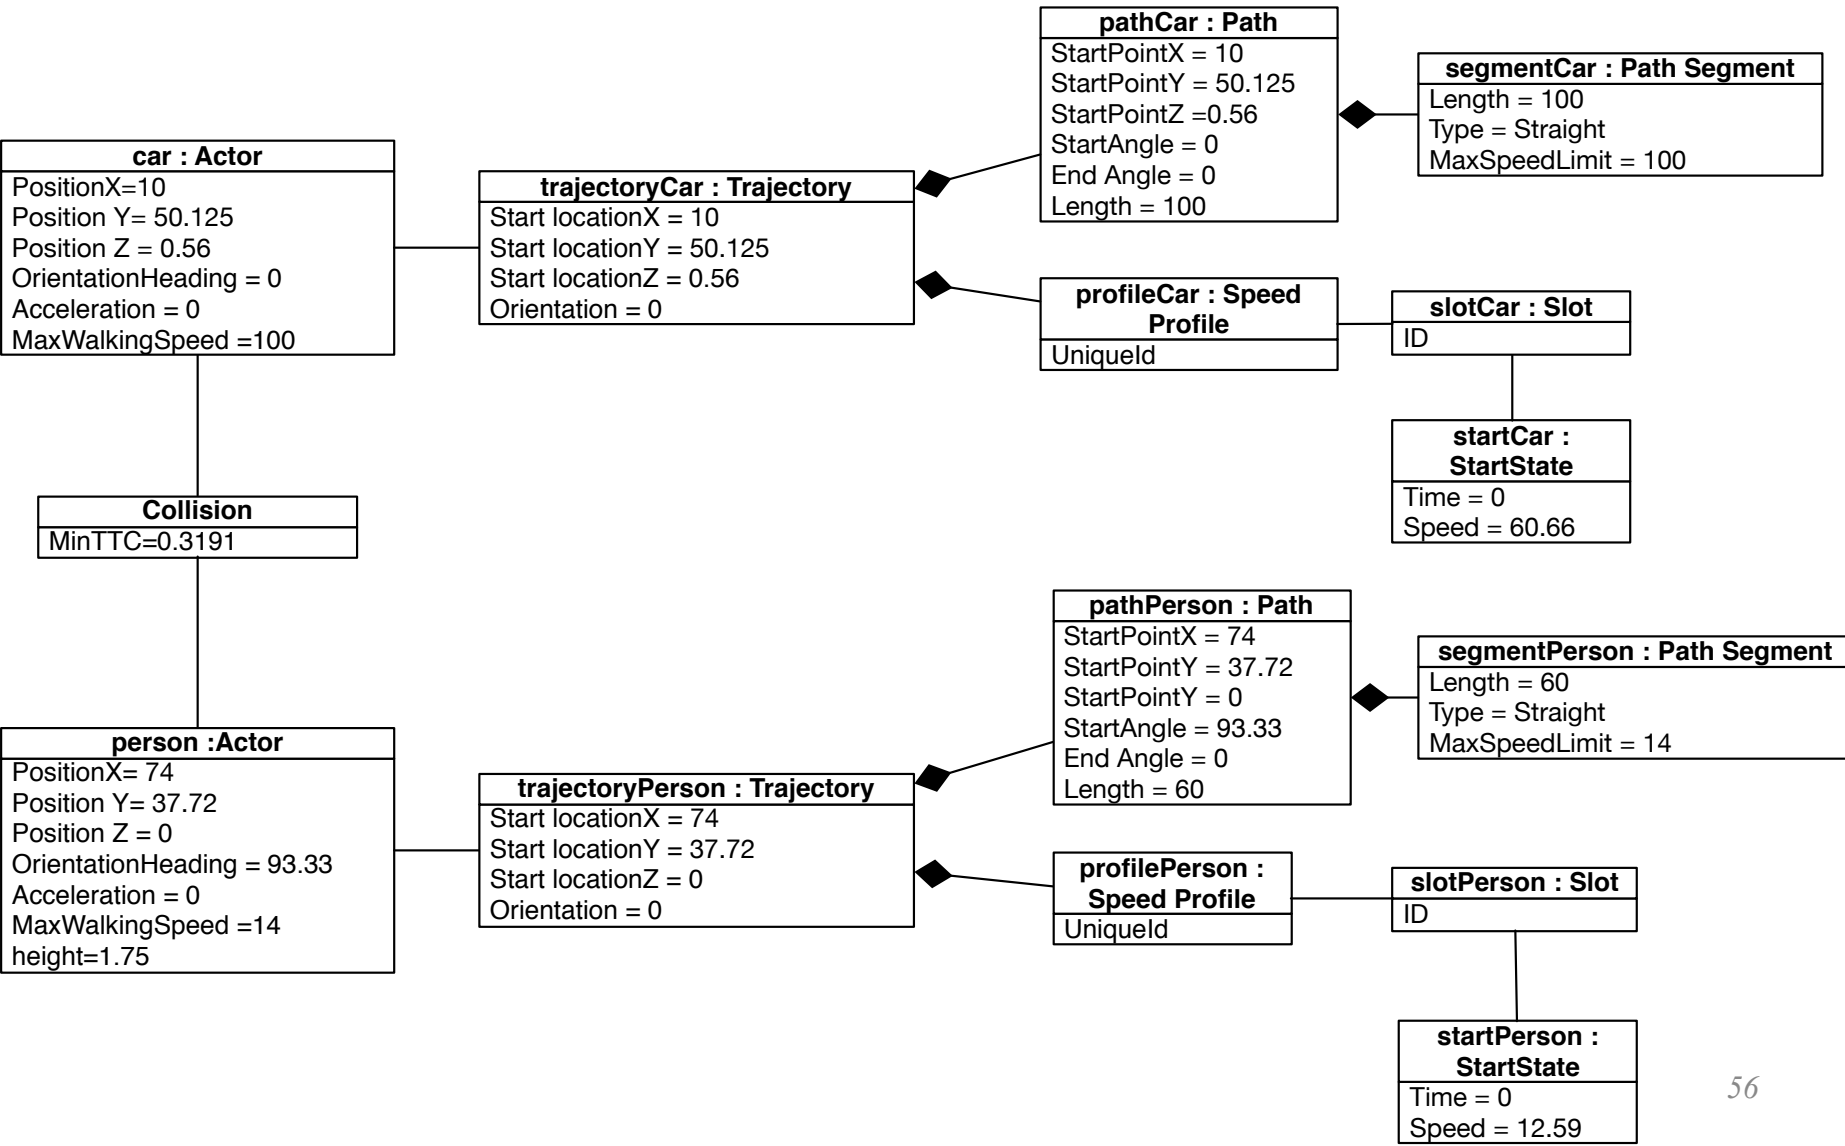 pathCar : Path
StartPointX = 10
StartPointY = 50.125
StartPointZ =0.56
StartAngle = 0
End Angle = 0
Length = 100
segmentCar : Path Segment
Length = 100
Type = Straight
MaxSpeedLimit = 100
car : Actor
PositionX=10
Position Y= 50.125
Position Z = 0.56
OrientationHeading = 0
Acceleration = 0
MaxWalkingSpeed =100
trajectoryCar : Trajectory
Start locationX = 10
Start locationY = 50.125
Start locationZ = 0.56
Orientation = 0
profileCar : Speed
Profile
UniqueId
slotCar : Slot
ID
startCar :
StartState
Time = 0
Speed = 60.66
Collision
MinTTC=0.3191
pathPerson : Path
StartPointX = 74
StartPointY = 37.72
StartPointY = 0
StartAngle = 93.33
End Angle = 0
Length = 60
segmentPerson : Path Segment
Length = 60
Type = Straight
MaxSpeedLimit = 14
person :Actor
PositionX= 74
Position Y= 37.72
Position Z = 0
OrientationHeading = 93.33
Acceleration = 0
MaxWalkingSpeed =14
height=1.75
trajectoryPerson : Trajectory
Start locationX = 74
Start locationY = 37.72
Start locationZ = 0
Orientation = 0
profilePerson :
Speed Profile
UniqueId
slotPerson : Slot
ID
startPerson :
StartState
Time = 0
Speed = 12.59
56